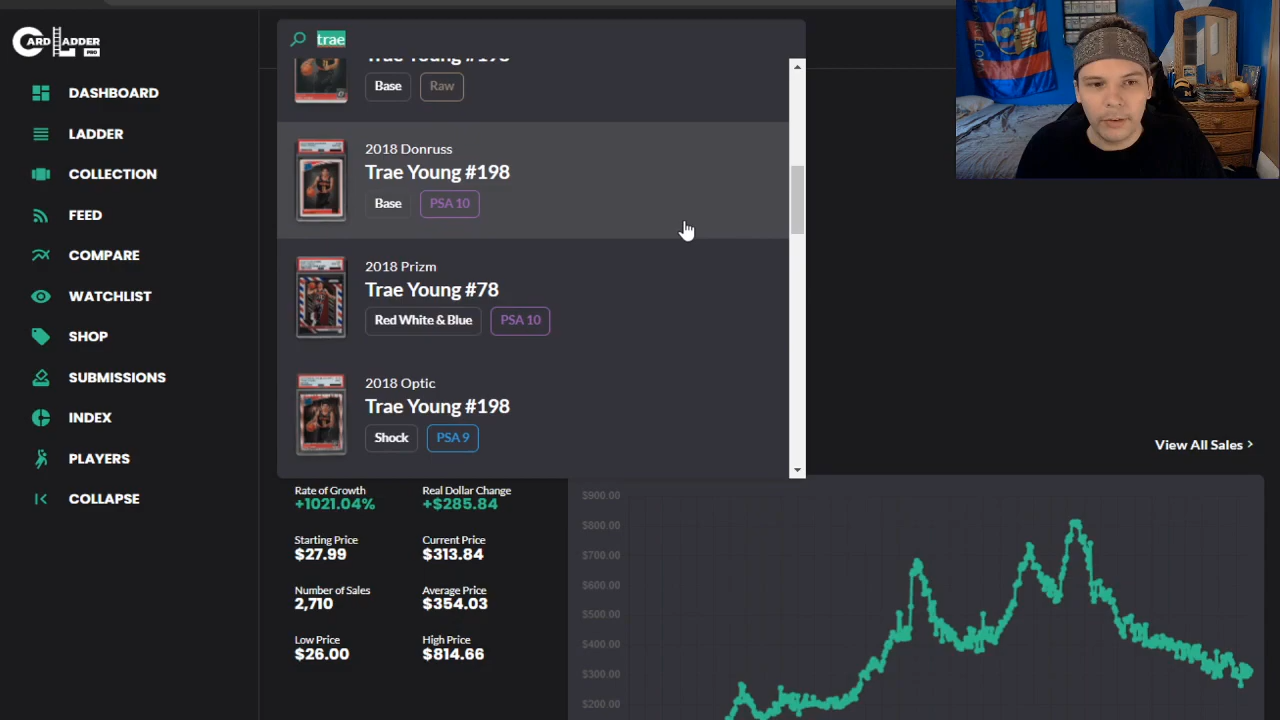 CARD LADDER
PRO
DASHBOARD
LADDER
COLLECTION
FEED
COMPARE
WATCHLIST
SHOP
SUBMISSIONS
INDEX
PLAYERS
COLLAPSE
trae
Trae Young #198
Base Raw
2018 Donruss
Trae Young #198
Base PSA 10
2018 Prizm
Trae Young #78
Red White & Blue PSA 10
2018 Optic
Trae Young #198
Shock PSA 9
View All Sales >
Rate of Growth Real Dollar Change
+1021.04% +$285.84
Starting Price Current Price
$27.99 $313.84
Number of Sales Average Price
2,710 $354.03
Low Price High Price
$26.00 $814.66
$900.00
$800.00
$700.00
$600.00
$500.00
$400.00
$300.00
$200.00